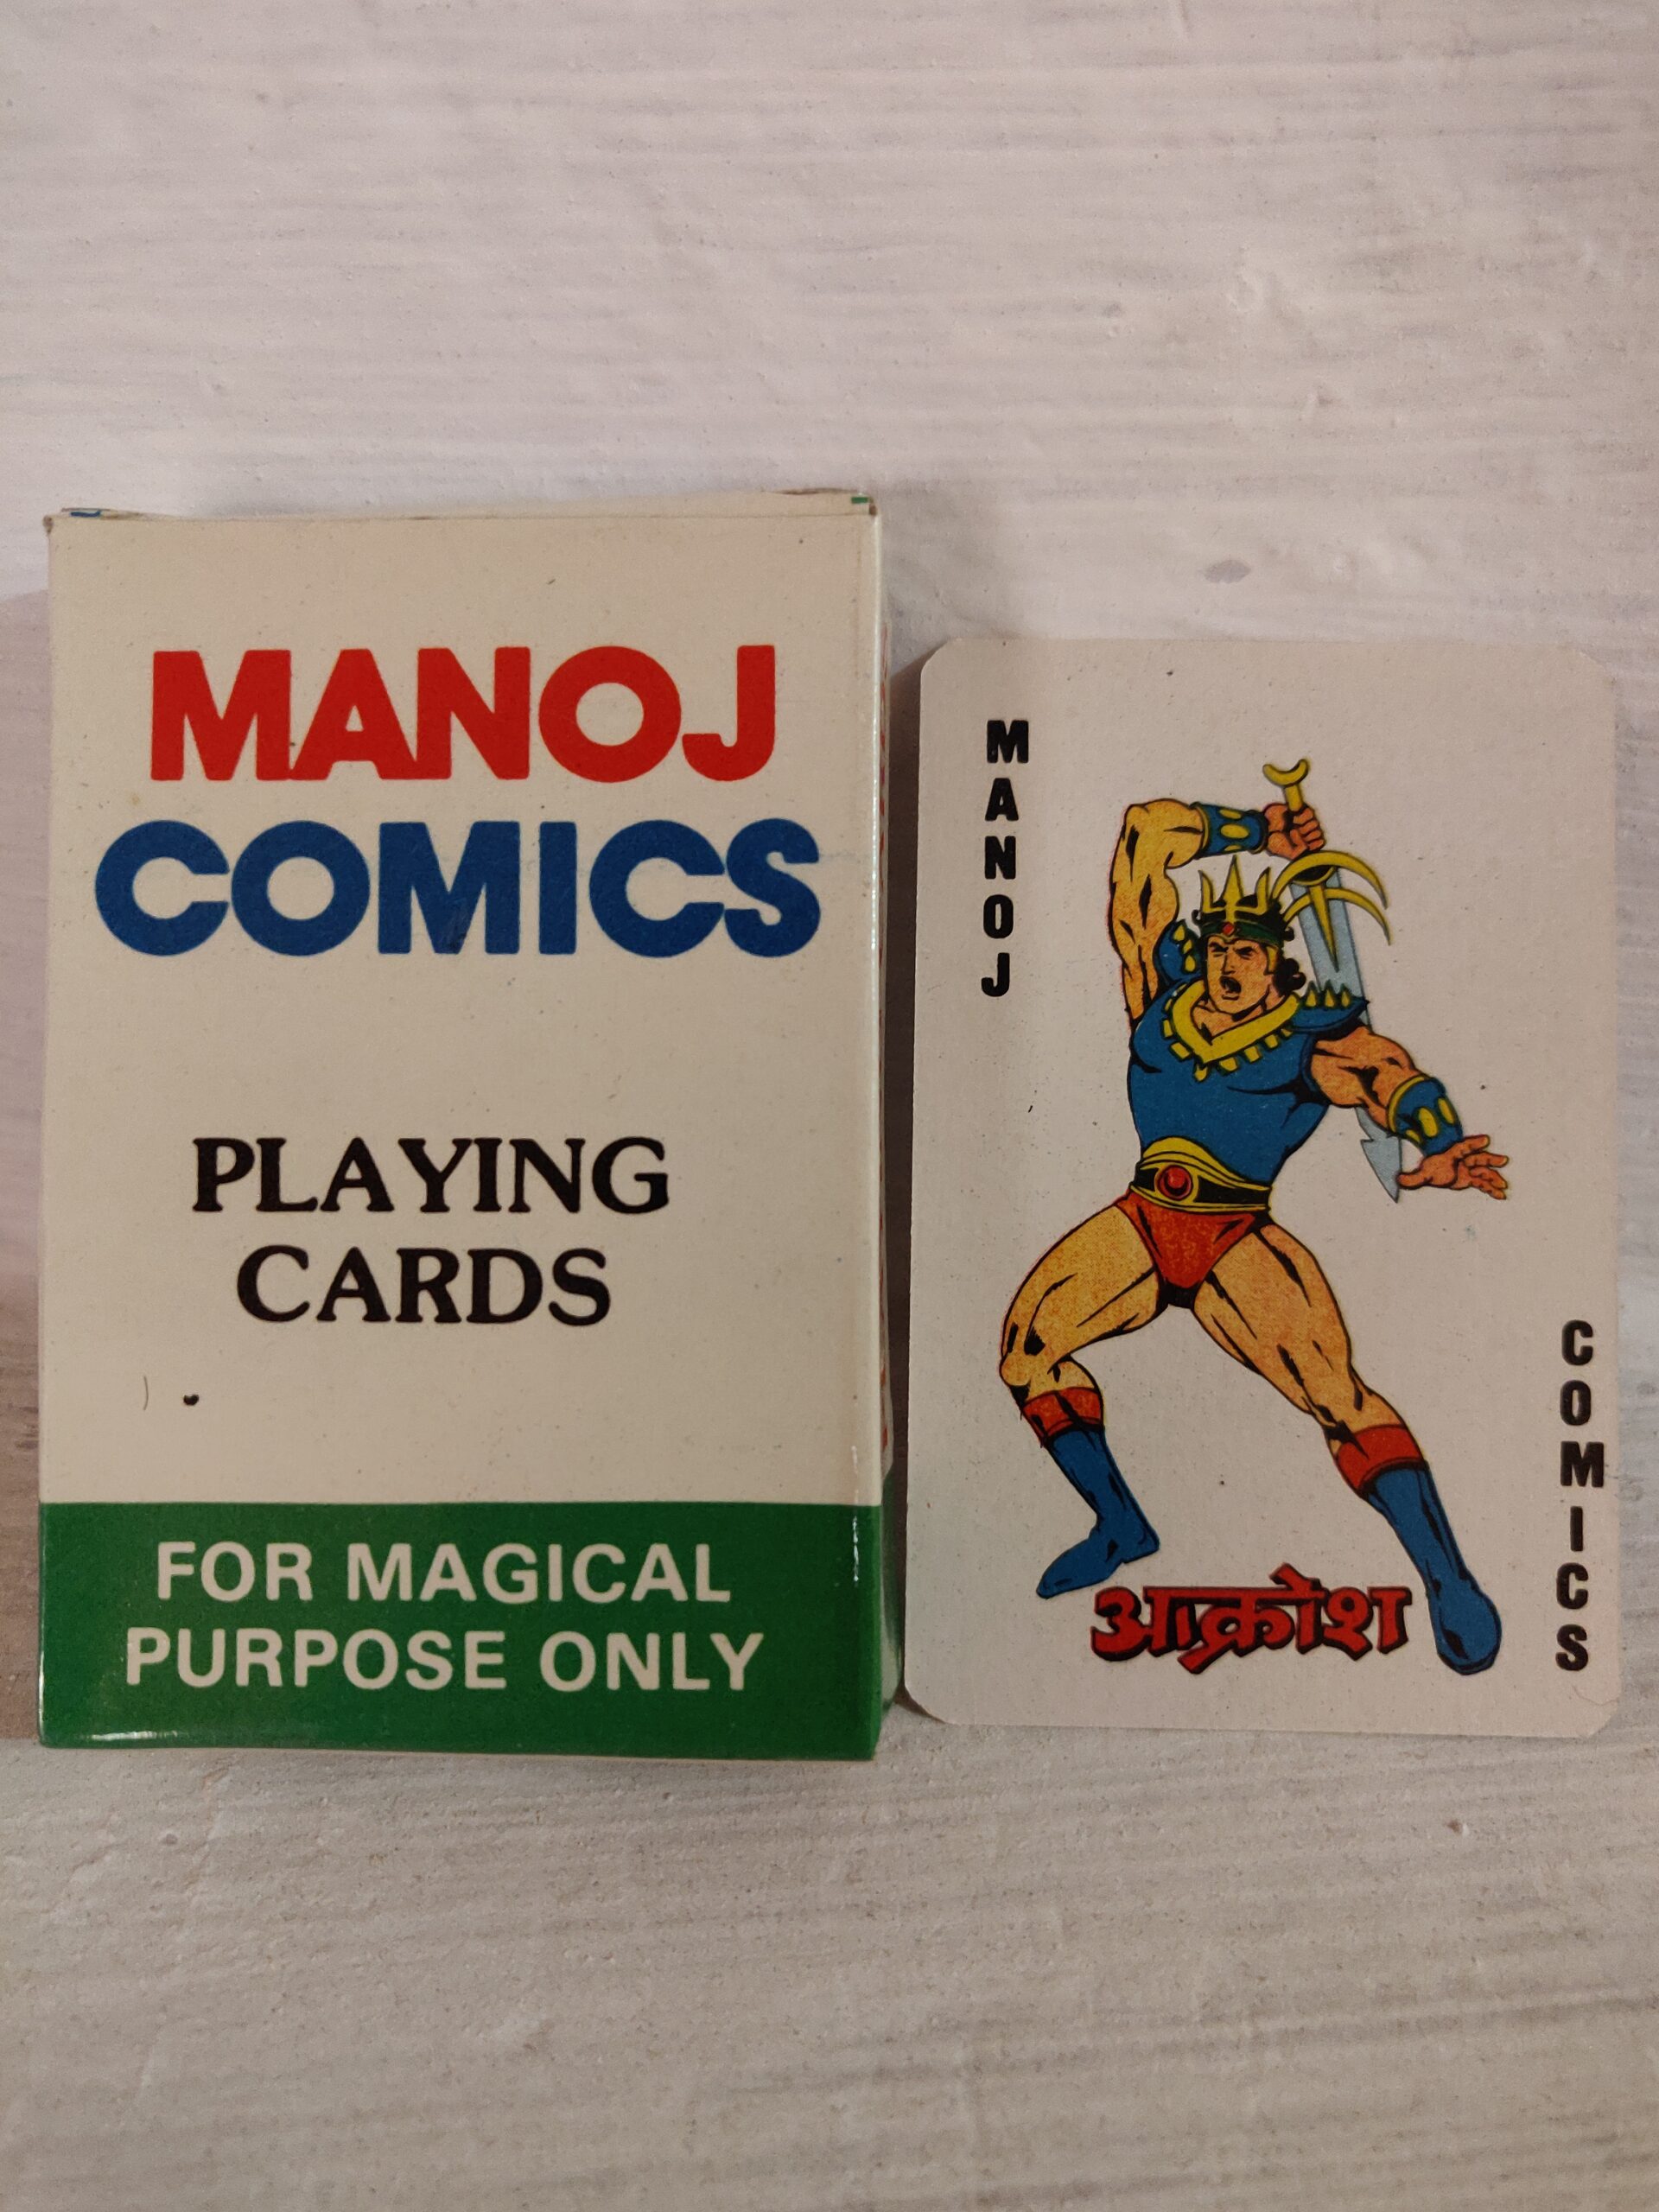 MANOJ
COMICS
PLAYING
CARDS
FOR MAGICAL
PURPOSE ONLY
MANOJ
COMICS
आक्रोश